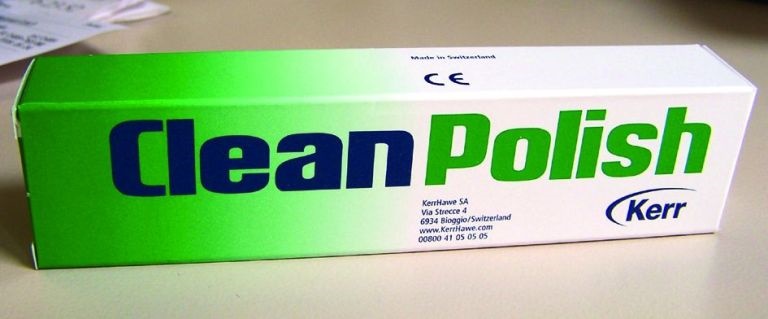 Made in Switzerland
CE
Clean Polish
KerrHawe SA
Via Strecce 4
6934 Bioggio/Switzerland
www.KerrHawe.com
00800 41 05 05 05
Kerr